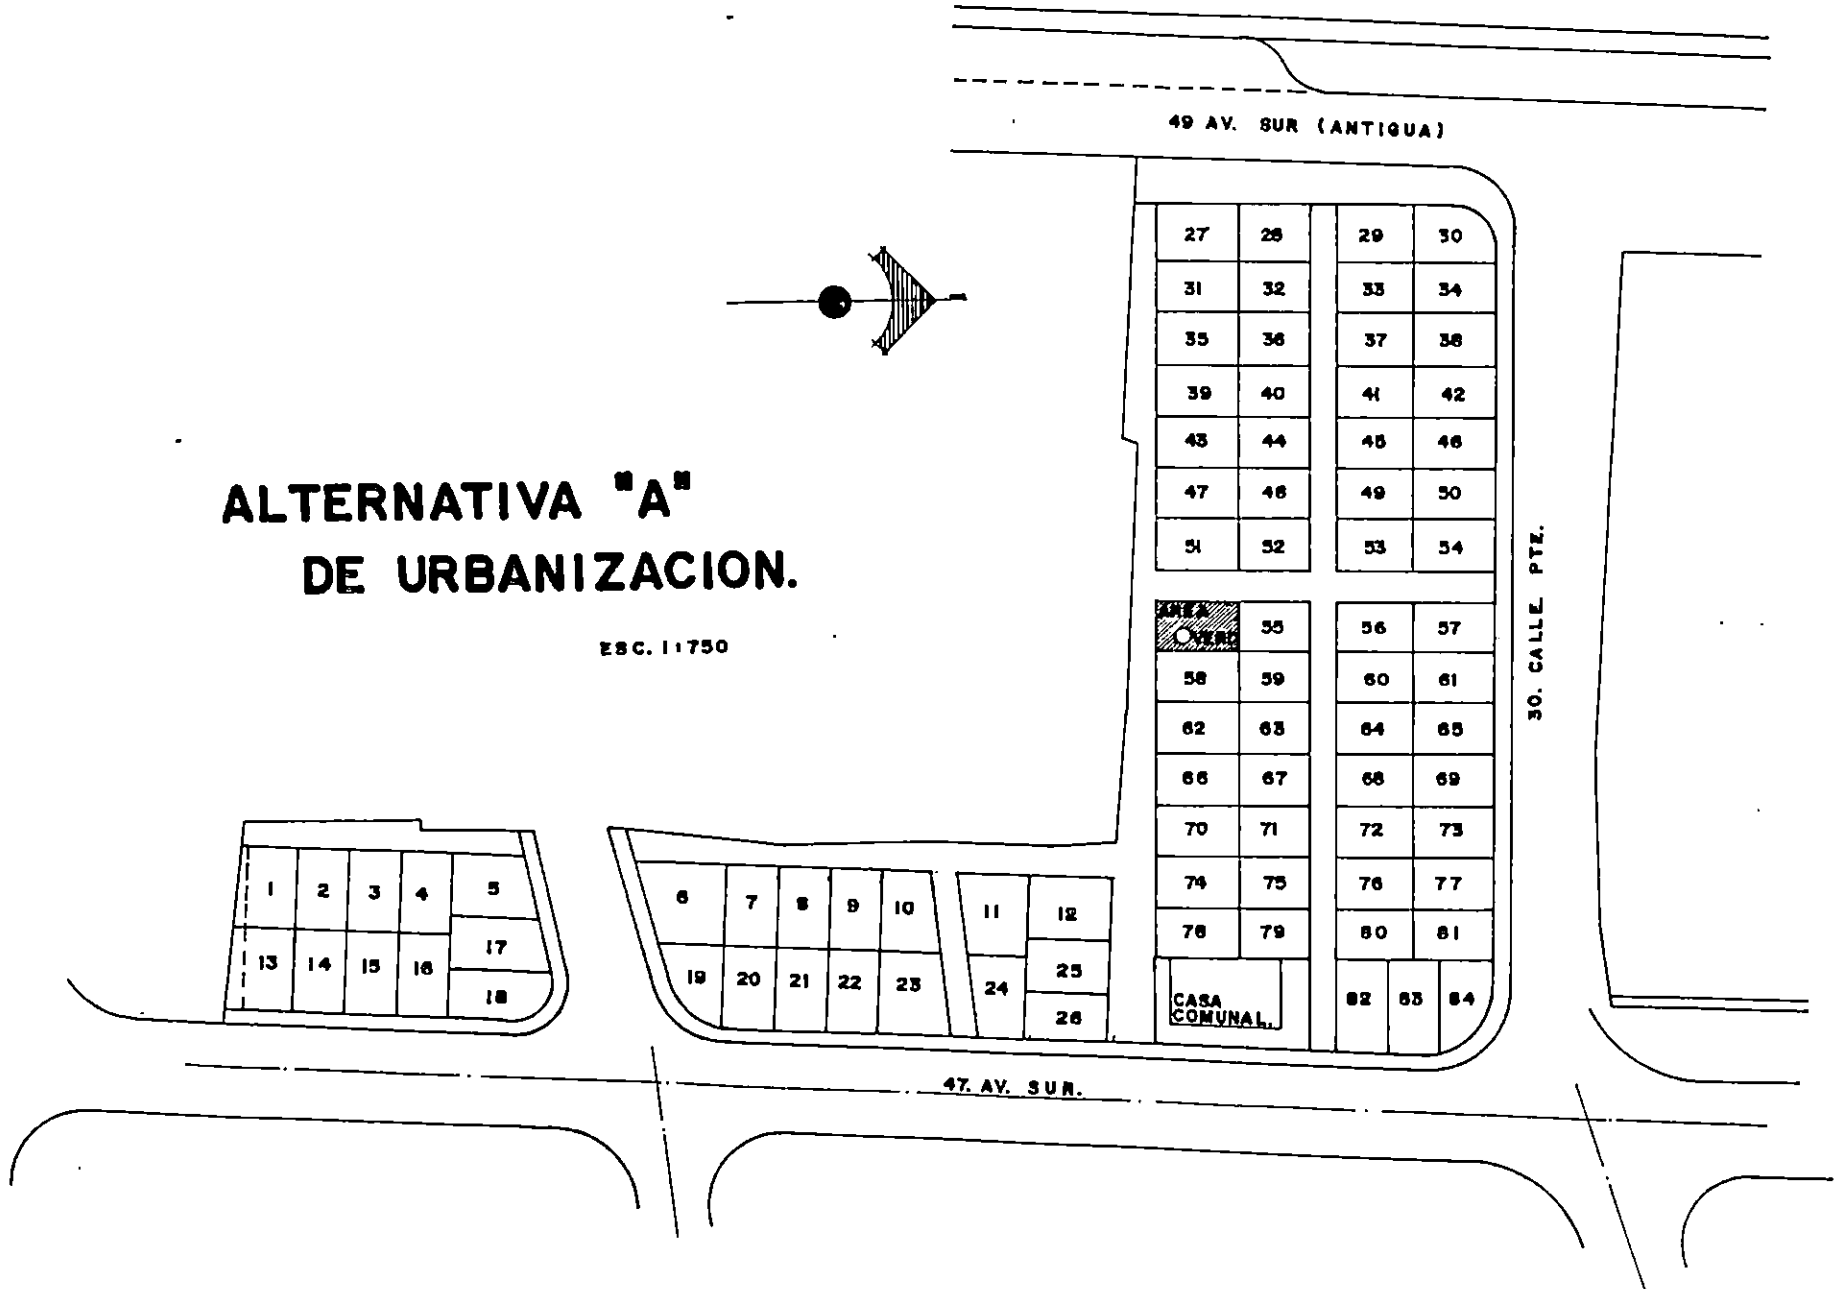 49 AV. SUR (ANTIGUA)
27 28 29 30
31 32 33 34
35 36 37 38
39 40 41 42
43 44 45 46
47 48 49 50
51 52 53 54
ALTERNATIVA "A"
DE URBANIZACION.
ESC. 1:750
30. CALLE PTE.
AREA
VERD
55 56 57
58 59 60 61
62 63 64 65
66 67 68 69
70 71 72 73
74 75 76 77
78 79 80 81
CASA
COMUNAL.
82 83 84
1 2 3 4 5
6 7 8 9 10 11 12
13 14 15 16 17
18
19 20 21 22 23 24 25
26
47. AV. SUR.